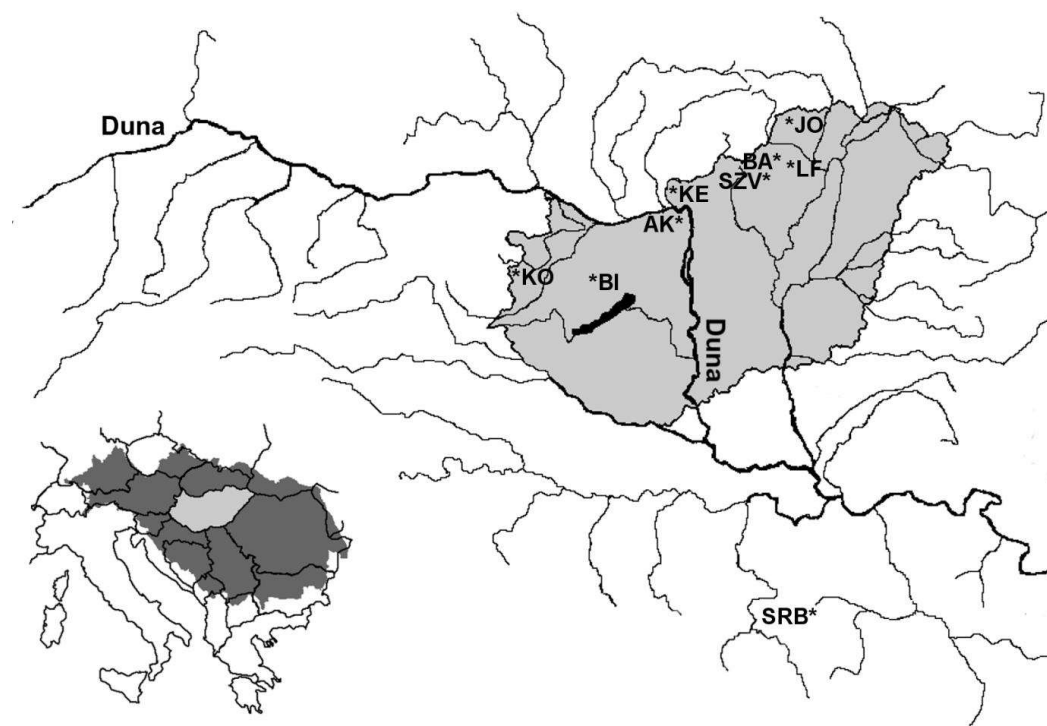 Duna
*JO
BA*
*LF
SZV*
*KE
AK*
*KO
*BI
Duna
SRB*